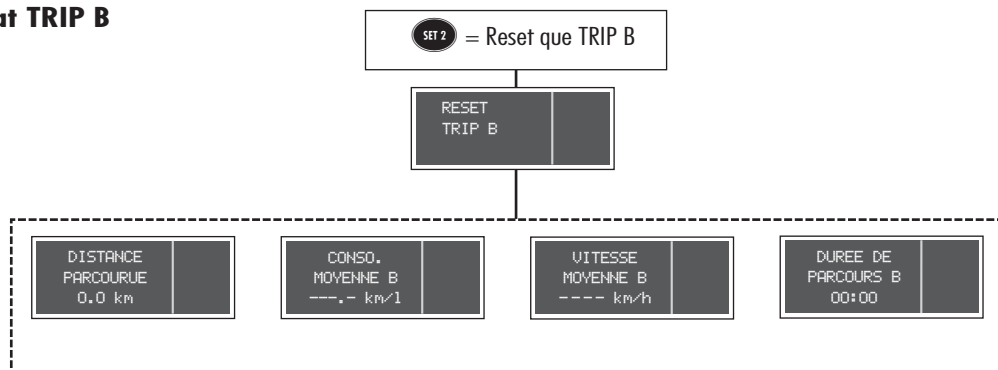 at TRIP B
SET 2 = Reset que TRIP B
RESET
TRIP B
DISTANCE
PARCOURUE
0.0 km
CONSO.
MOYENNE B
---.- km/l
VITESSE
MOYENNE B
---- km/h
DUREE DE
PARCOURS B
00:00